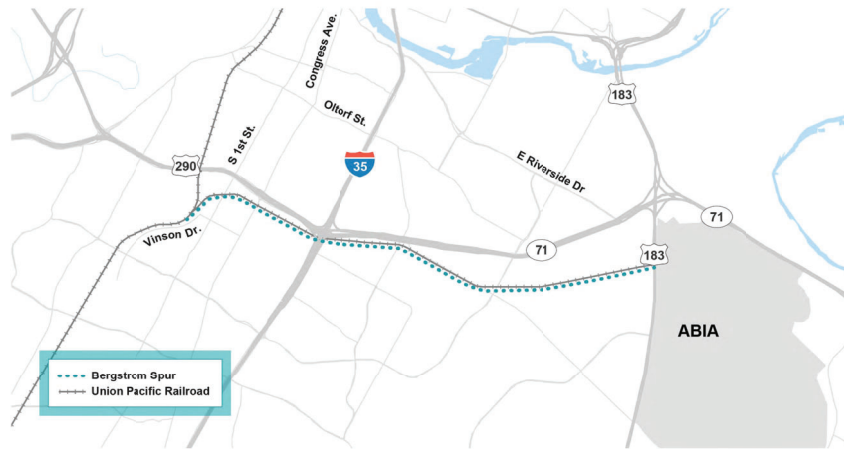 Congress Ave.
Oltorf St.
S 1st St.
183
290
35
E Riverside Dr
Vinson Dr.
71
71
183
ABIA
Bergstrom Spur
Union Pacific Railroad